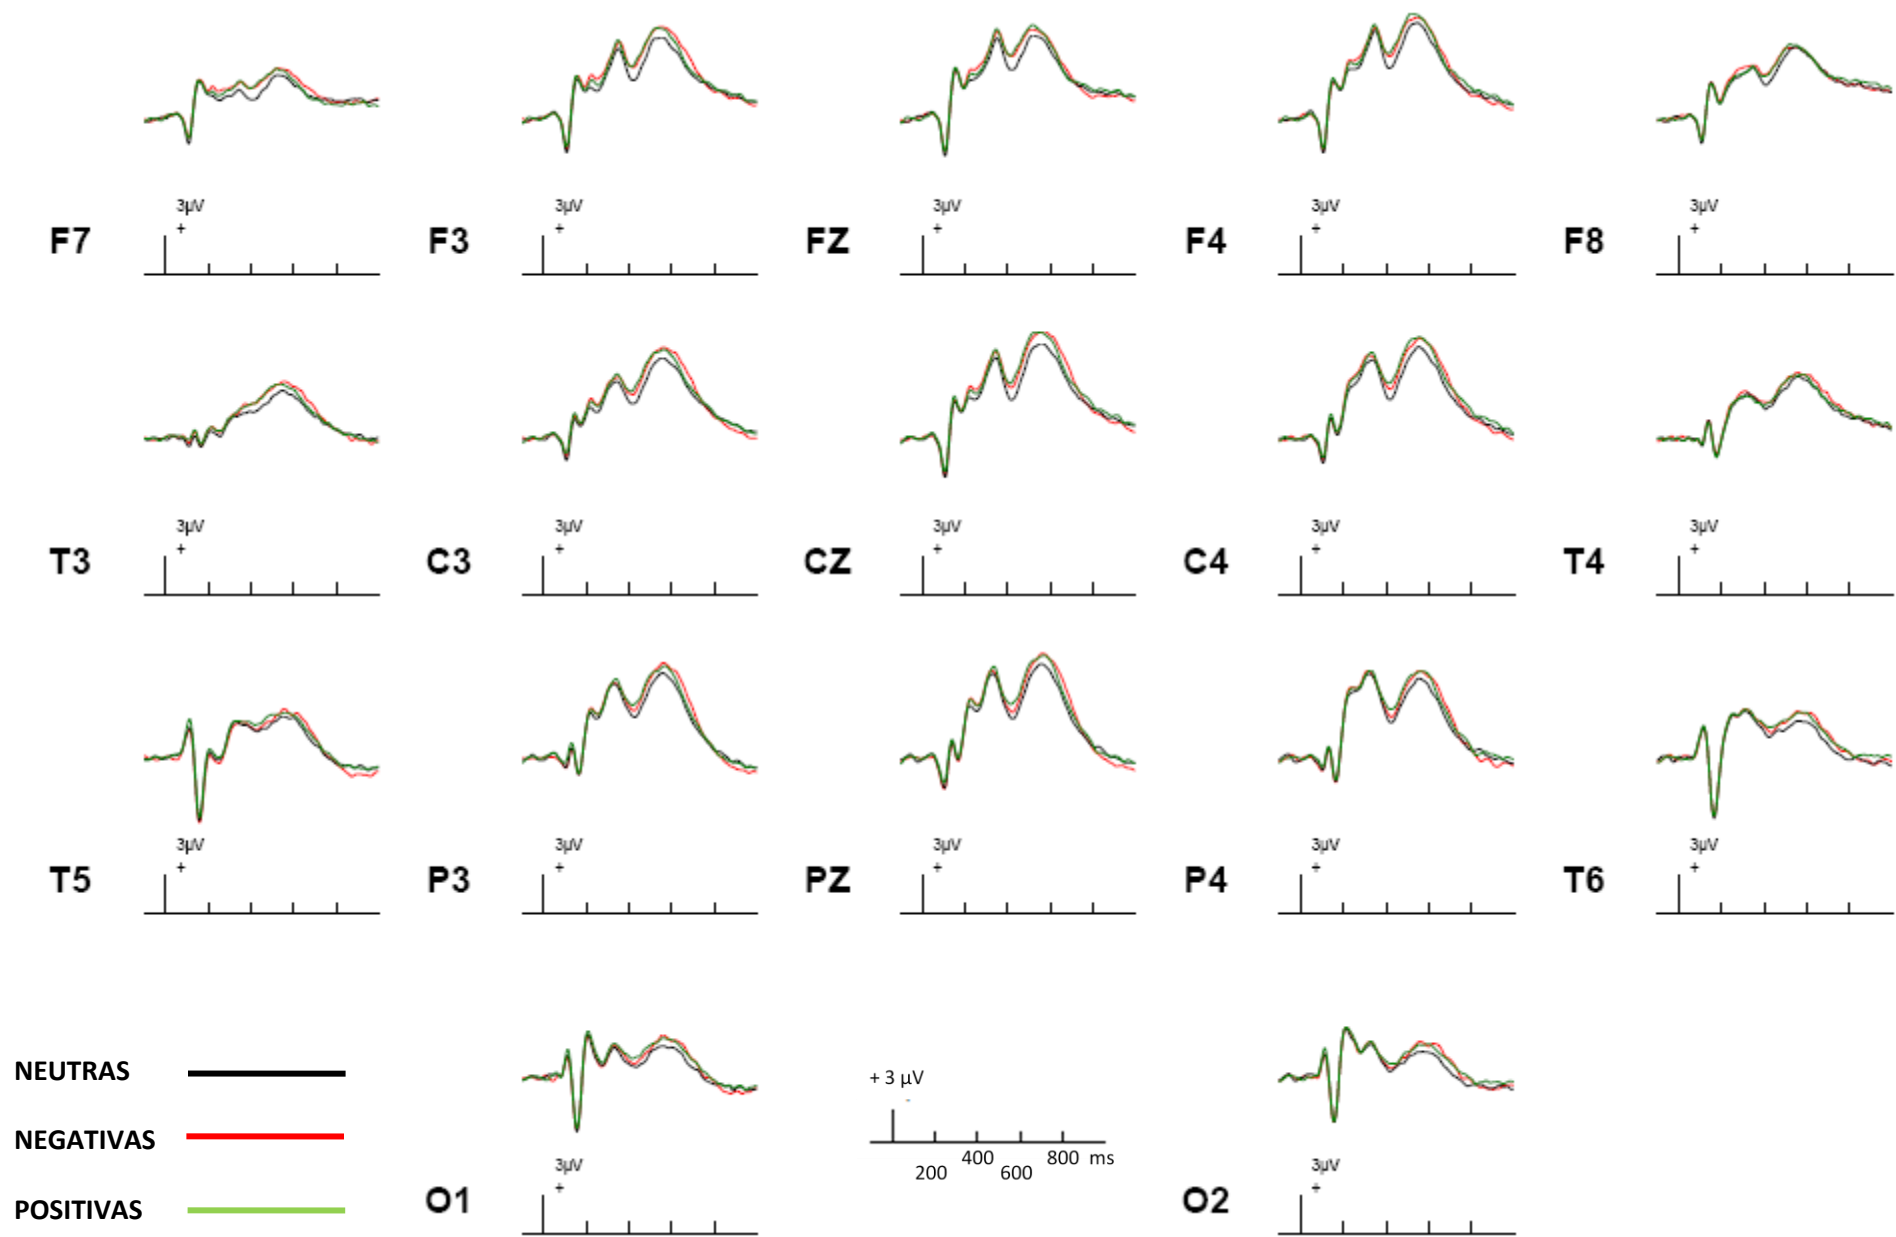 3µV 3µV 3µV 3µV 3µV
+ + + + +
F7 F3 FZ F4 F8
3µV 3µV 3µV 3µV 3µV
+ + + + +
T3 C3 CZ C4 T4
3µV 3µV 3µV 3µV 3µV
+ + + + +
T5 P3 PZ P4 T6
NEUTRAS
NEGATIVAS
POSITIVAS
+ 3 µV
200 400 600 800 ms
3µV 3µV
+ +
O1 O2